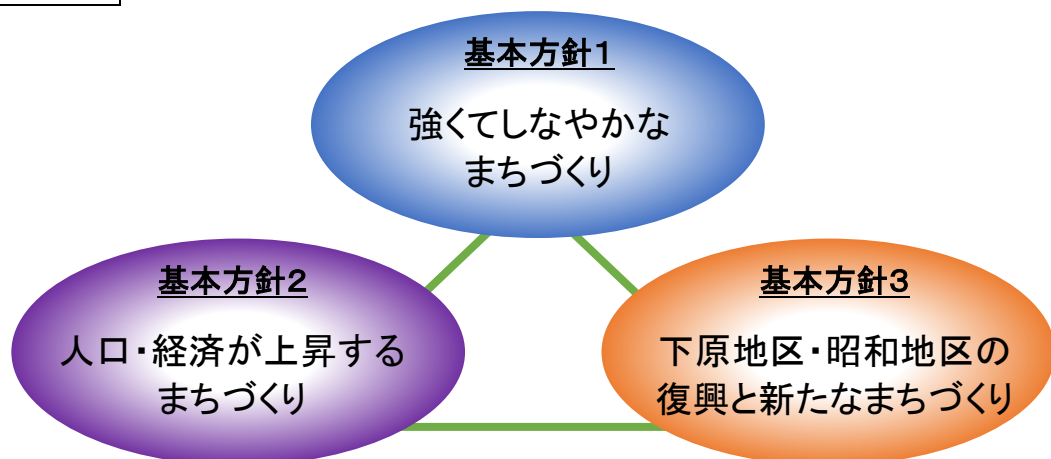 基本方針１
強くてしなやかな
まちづくり
基本方針２
人口・経済が上昇する
まちづくり
基本方針３
下原地区・昭和地区の
復興と新たなまちづくり